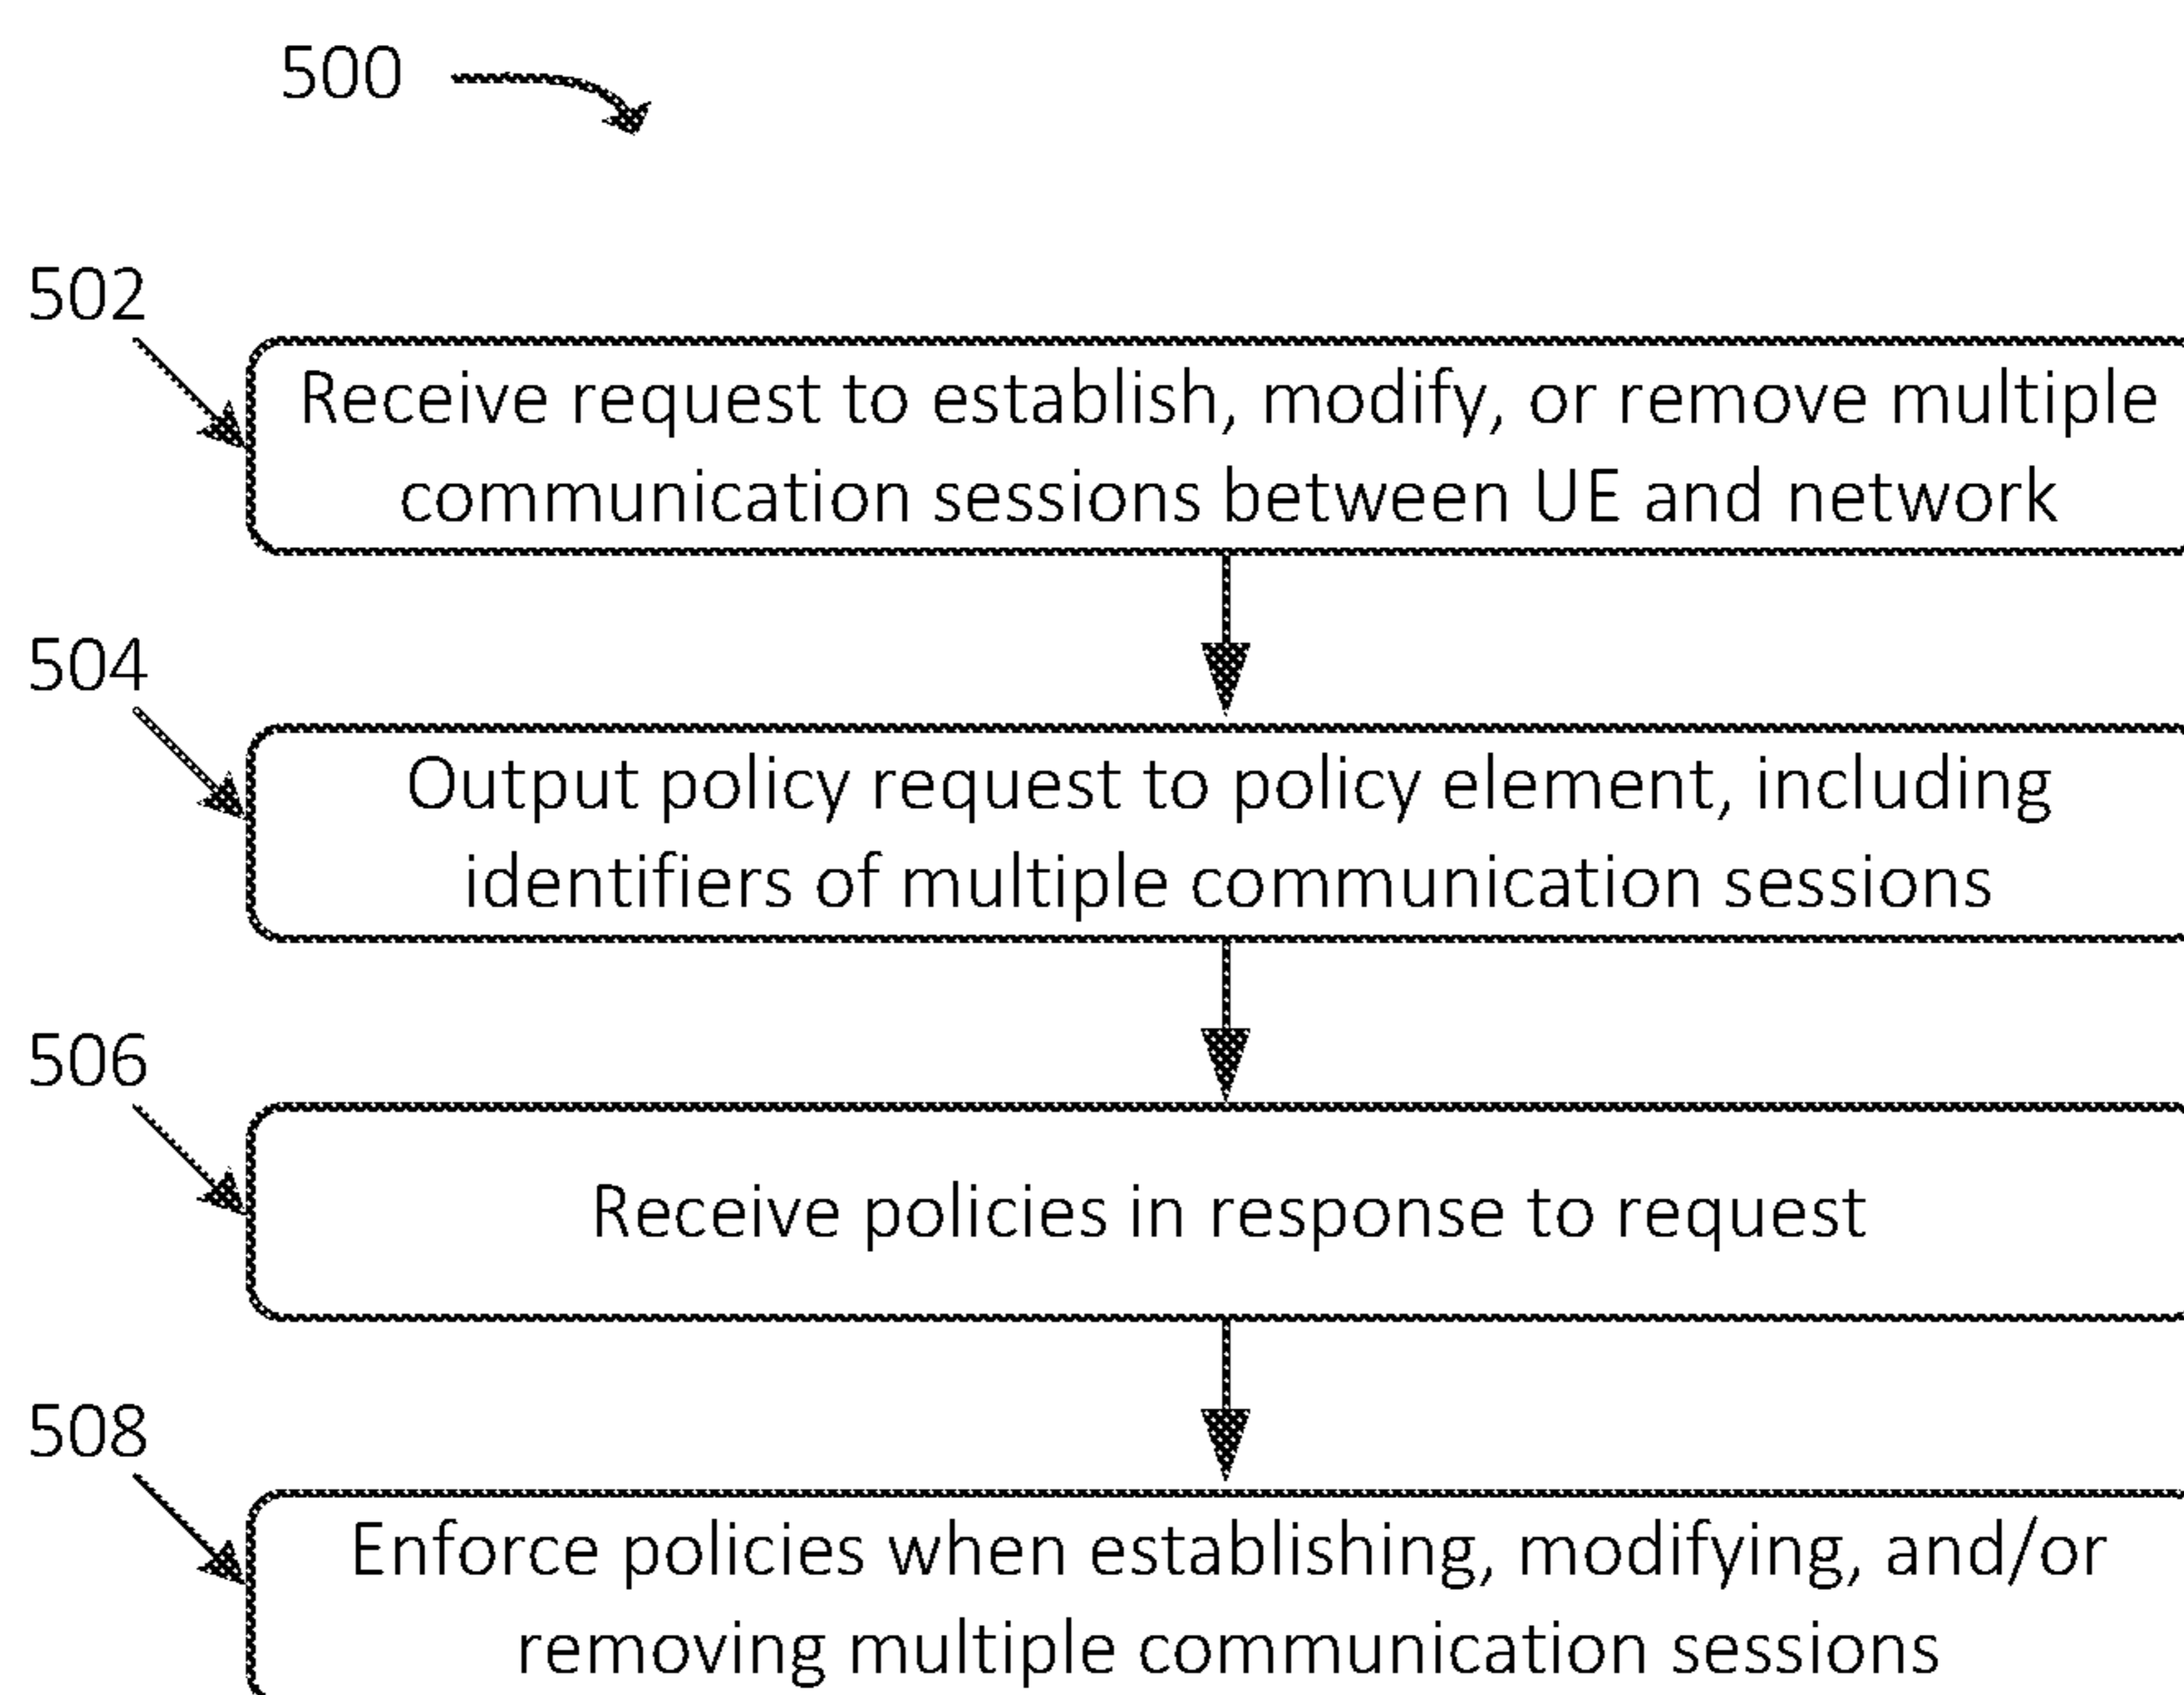 500
502
Receive request to establish, modify, or remove multiple
communication sessions between UE and network
504
Output policy request to policy element, including
identifiers of multiple communication sessions
506
Receive policies in response to request
508
Enforce policies when establishing, modifying, and/or
removing multiple communication sessions